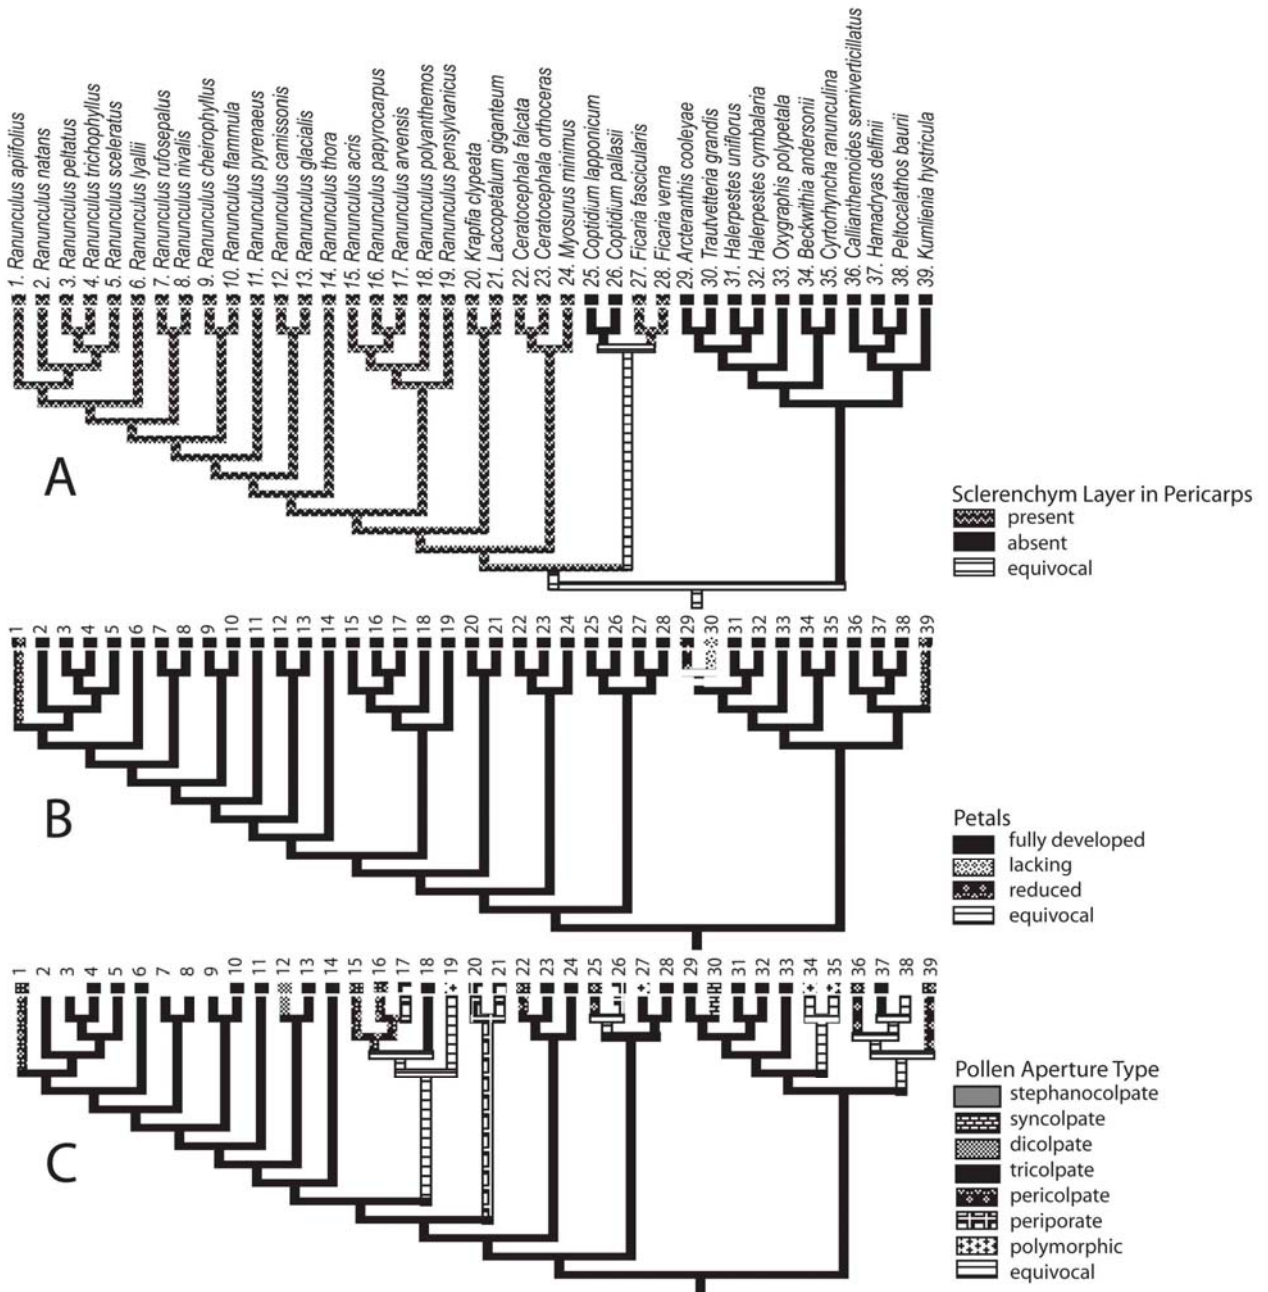 1. Ranunculus apiifolius
2. Ranunculus natans
3. Ranunculus peltatus
4. Ranunculus trichophyllus
5. Ranunculus sceleratus
6. Ranunculus lyallii
7. Ranunculus rufosepalus
8. Ranunculus nivalis
9. Ranunculus cheirophyllus
10. Ranunculus flammula
11. Ranunculus pyrenaeus
12. Ranunculus camissonis
13. Ranunculus glacialis
14. Ranunculus thora
15. Ranunculus acris
16. Ranunculus papyrocarpus
17. Ranunculus arvensis
18. Ranunculus polyanthemos
19. Ranunculus pensylvanicus
20. Krapfia clypeata
21. Laccopetalum giganteum
22. Ceratocephala falcata
23. Ceratocephala orthoceras
24. Myosurus minimus
25. Coptidium lapponicum
26. Coptidium pallasii
27. Ficaria fascicularis
28. Ficaria verna
29. Arcteranthis cooleyae
30. Trautvetteria grandis
31. Halerpestes uniflorus
32. Halerpestes cymbalaria
33. Oxygraphis polypetala
34. Beckwithia andersonii
35. Cyrtorhyncha ranunculina
36. Callianthemoides semiverticillatus
37. Hamadryas delfinii
38. Peltocalathos baurii
39. Kumlienia hystricula
A
Sclerenchym Layer in Pericarps
present
absent
equivocal
1 2 3 4 5 6 7 8 9 10 11 12 13 14 15 16 17 18 19 20 21 22 23 24 25 26 27 28 29 30 31 32 33 34 35 36 37 38 39
B
Petals
fully developed
lacking
reduced
equivocal
1 2 3 4 5 6 7 8 9 10 11 12 13 14 15 16 17 18 19 20 21 22 23 24 25 26 27 28 29 30 31 32 33 34 35 36 37 38 39
C
Pollen Aperture Type
stephanocolpate
syncolpate
dicolpate
tricolpate
pericolpate
periporate
polymorphic
equivocal